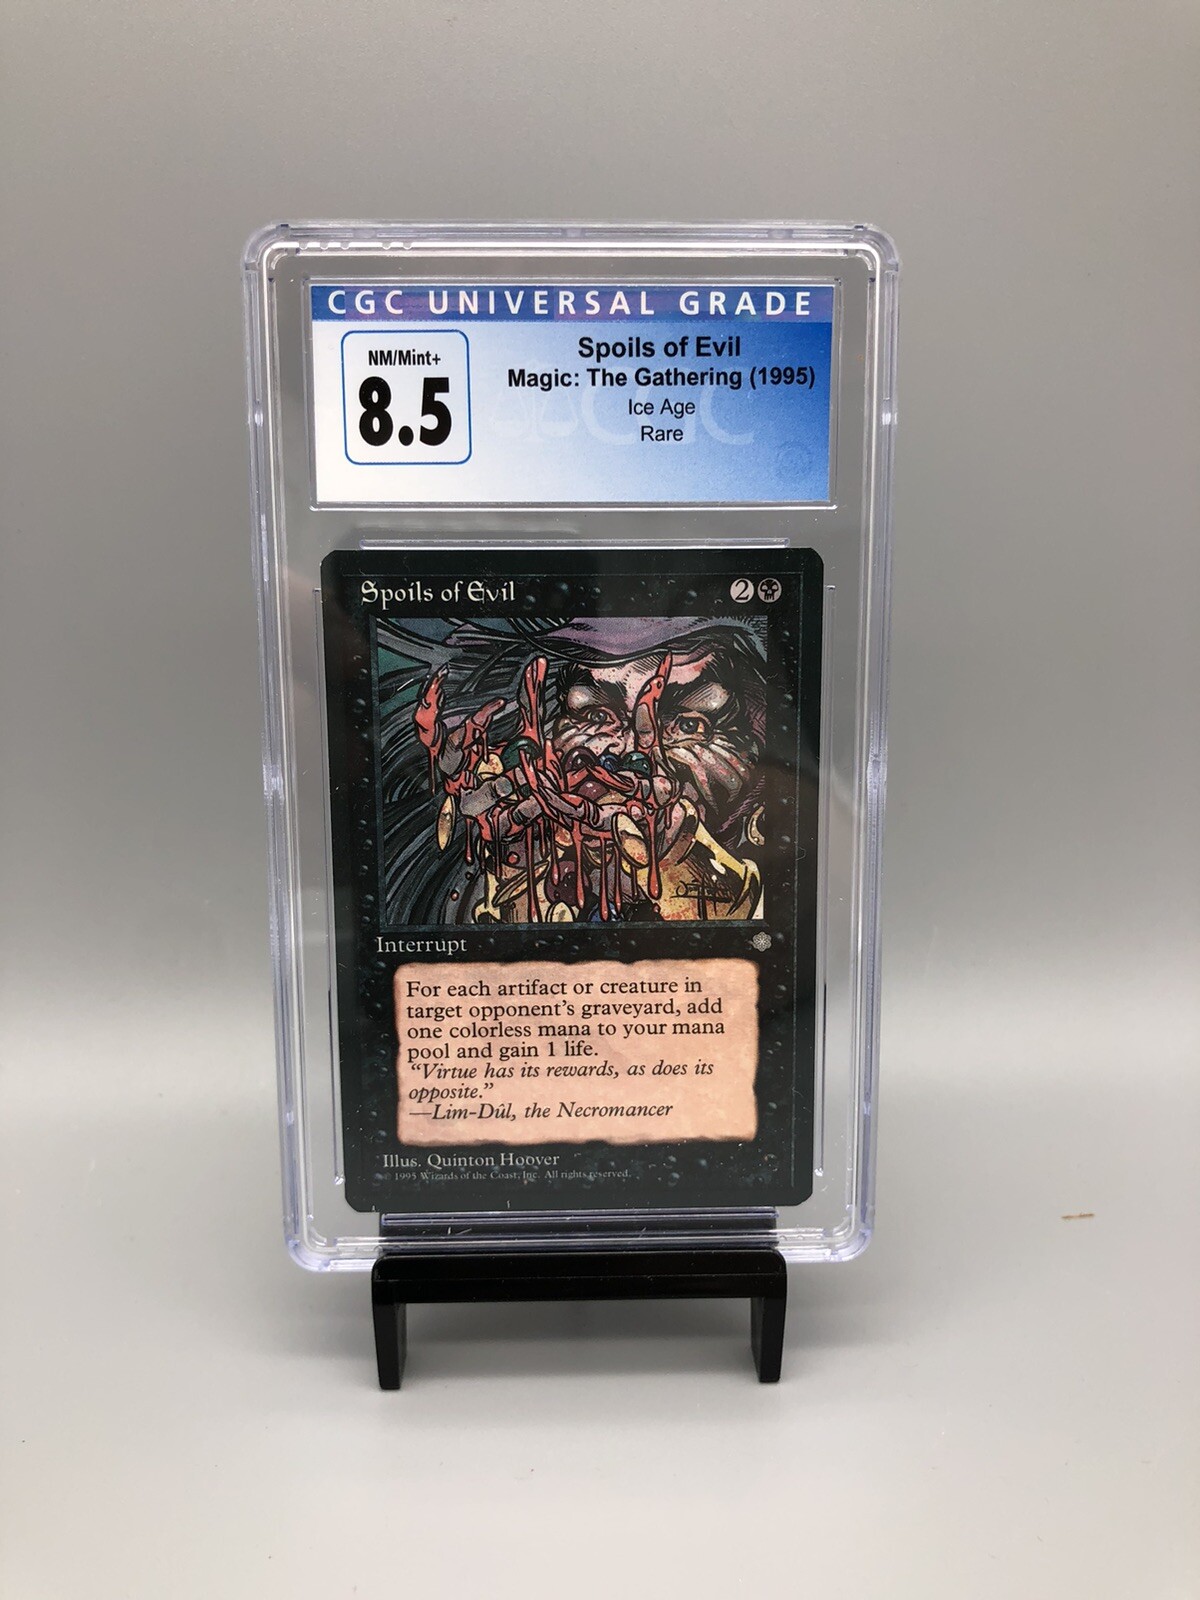 CGC UNIVERSAL GRADE
NM/Mint+
8.5
Spoils of Evil
Magic: The Gathering (1995)
Ice Age
Rare
CGC
Spoils of Evil
2
Interrupt
For each artifact or creature in
target opponent's graveyard, add
one colorless mana to your mana
pool and gain 1 life.
"Virtue has its rewards, as does its
opposite."
—Lim-Dûl, the Necromancer
Illus. Quinton Hoover
© 1995 Wizards of the Coast, Inc. All rights reserved.